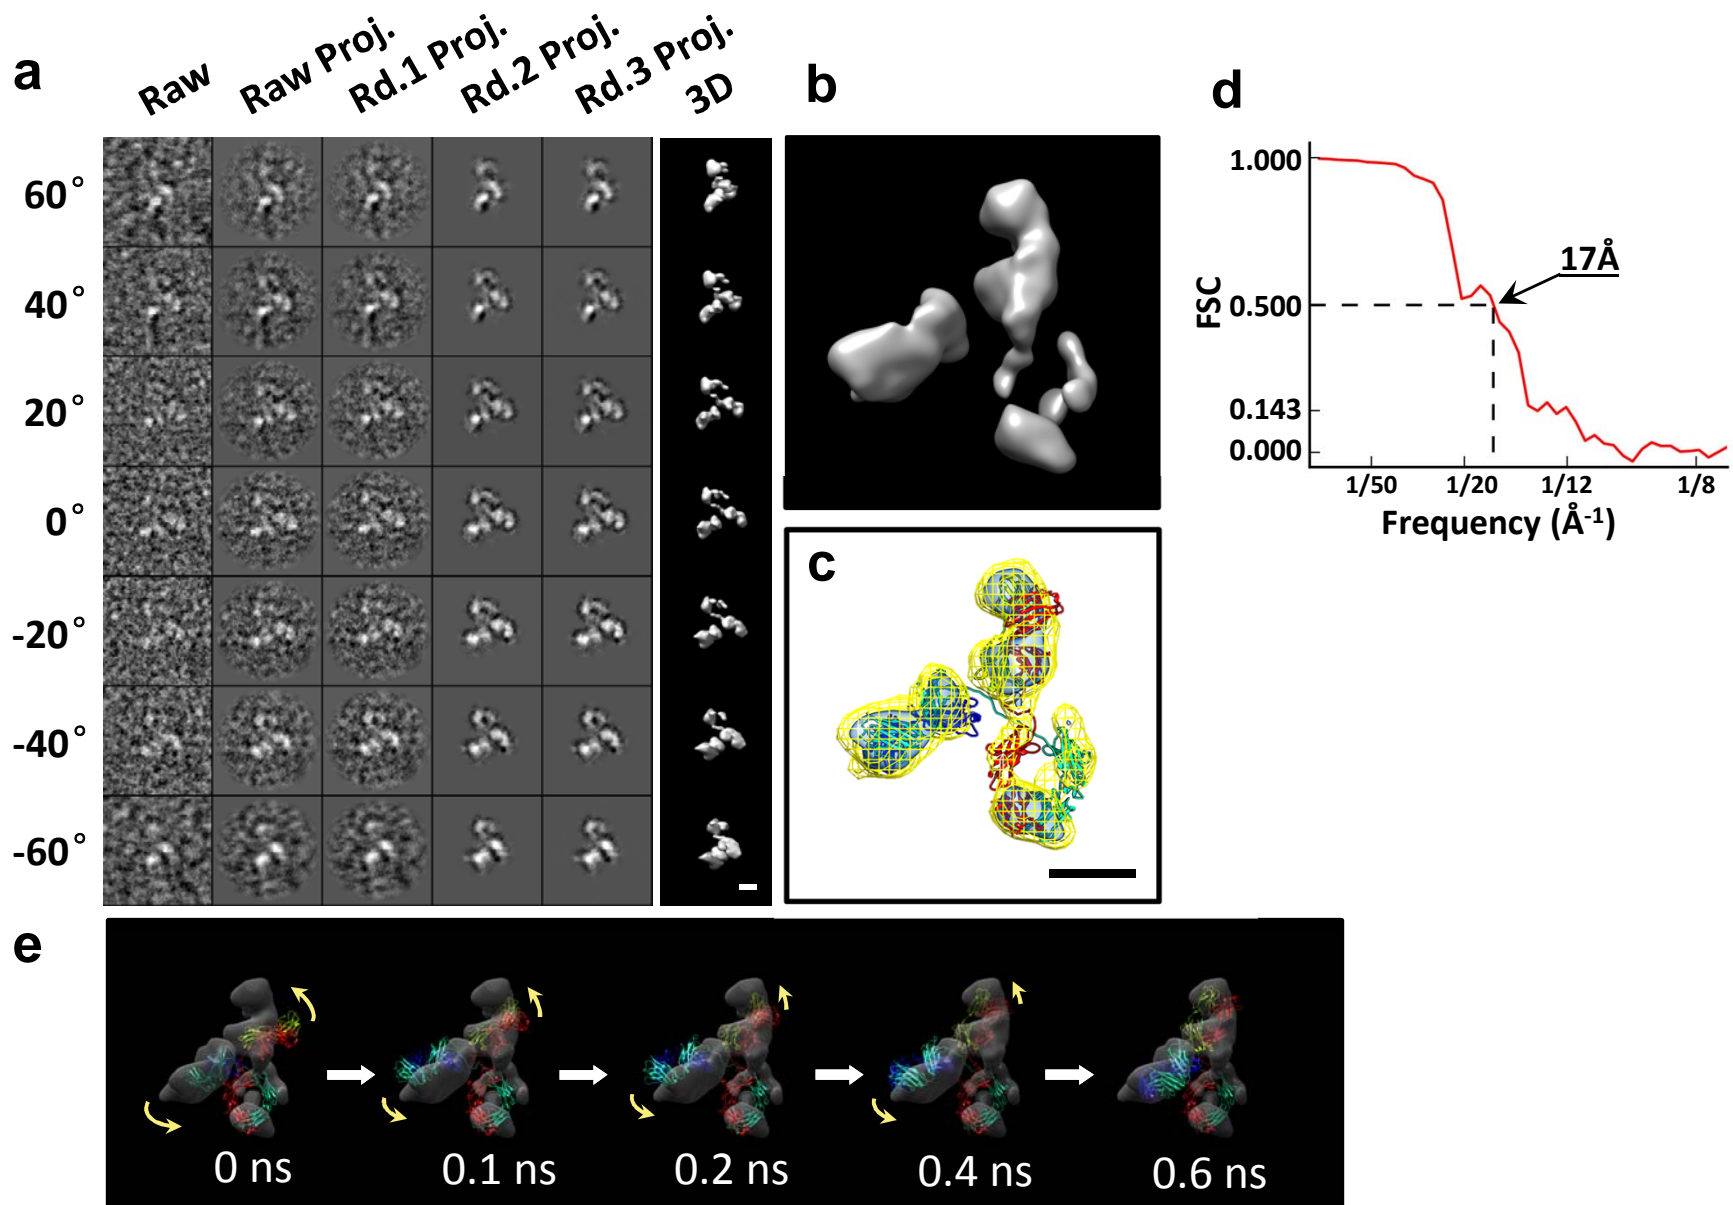 a
Raw
Raw Proj.
Rd.1 Proj.
Rd.2 Proj.
Rd.3 Proj.
3D
60°
40°
20°
0°
-20°
-40°
-60°
b
c
d
1.000
0.500
0.143
0.000
FSC
17Å
1/50
1/20
1/12
1/8
Frequency (Å-1)
e
0 ns
0.1 ns
0.2 ns
0.4 ns
0.6 ns